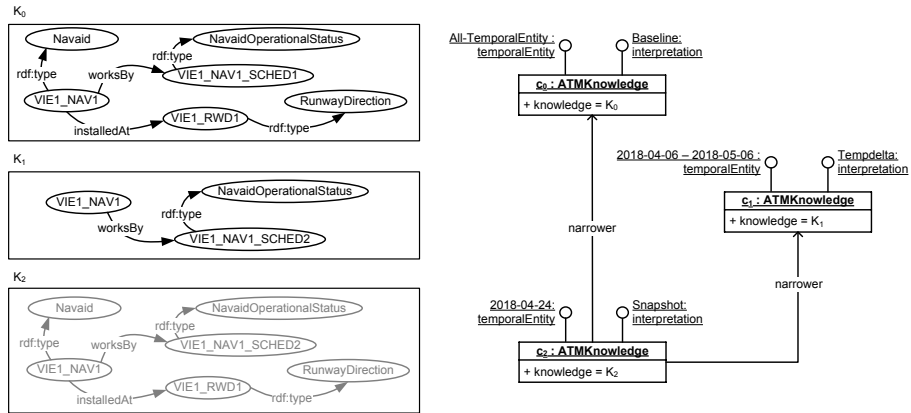 K0
Navaid
NavaidOperationalStatus
rdf:type
worksBy
rdf:type
VIE1_NAV1_SCHED1
VIE1_NAV1
RunwayDirection
installedAt
VIE1_RWD1
rdf:type
K1
VIE1_NAV1
NavaidOperationalStatus
rdf:type
worksBy
VIE1_NAV1_SCHED2
K2
Navaid
NavaidOperationalStatus
rdf:type
worksBy
rdf:type
VIE1_NAV1_SCHED2
VIE1_NAV1
RunwayDirection
installedAt
VIE1_RWD1
rdf:type
All-TemporalEntity :
temporalEntity
Baseline:
interpretation
c0 : ATMKnowledge
+ knowledge = K0
2018-04-06 – 2018-05-06 :
temporalEntity
Tempdelta:
interpretation
c1 : ATMKnowledge
+ knowledge = K1
narrower
narrower
2018-04-24:
temporalEntity
Snapshot:
interpretation
c2 : ATMKnowledge
+ knowledge = K2